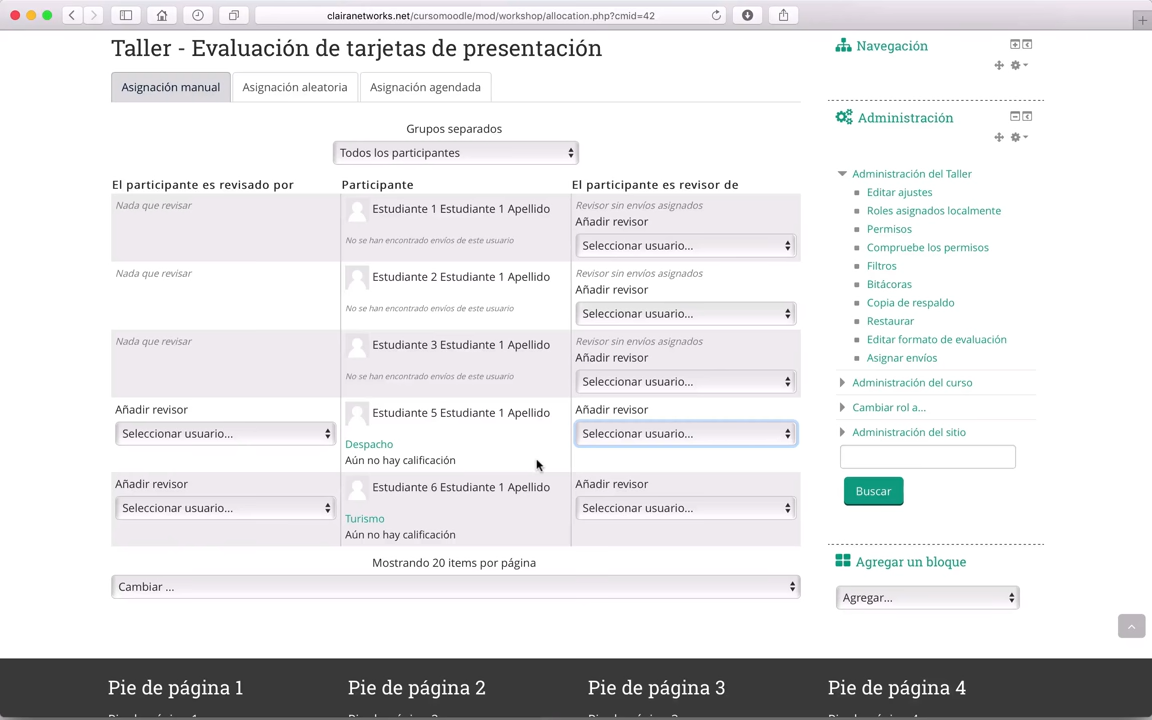 clairanetworks.net/cursomoodle/mod/workshop/allocation.php?cmid=42
Taller - Evaluación de tarjetas de presentación
Asignación manual
Asignación aleatoria
Asignación agendada
Grupos separados
Todos los participantes
El participante es revisado por
Participante
El participante es revisor de
Nada que revisar
Estudiante 1 Estudiante 1 Apellido
No se han encontrado envíos de este usuario
Revisor sin envíos asignados
Añadir revisor
Seleccionar usuario...
Nada que revisar
Estudiante 2 Estudiante 1 Apellido
No se han encontrado envíos de este usuario
Revisor sin envíos asignados
Añadir revisor
Seleccionar usuario...
Nada que revisar
Estudiante 3 Estudiante 1 Apellido
No se han encontrado envíos de este usuario
Revisor sin envíos asignados
Añadir revisor
Seleccionar usuario...
Añadir revisor
Seleccionar usuario...
Estudiante 5 Estudiante 1 Apellido
Despacho
Aún no hay calificación
Añadir revisor
Seleccionar usuario...
Añadir revisor
Seleccionar usuario...
Estudiante 6 Estudiante 1 Apellido
Turismo
Aún no hay calificación
Añadir revisor
Seleccionar usuario...
Mostrando 20 items por página
Cambiar ...
Navegación
Administración
Administración del Taller
Editar ajustes
Roles asignados localmente
Permisos
Compruebe los permisos
Filtros
Bitácoras
Copia de respaldo
Restaurar
Editar formato de evaluación
Asignar envíos
Administración del curso
Cambiar rol a...
Administración del sitio
Buscar
Agregar un bloque
Agregar...
Pie de página 1
Pie de página 2
Pie de página 3
Pie de página 4